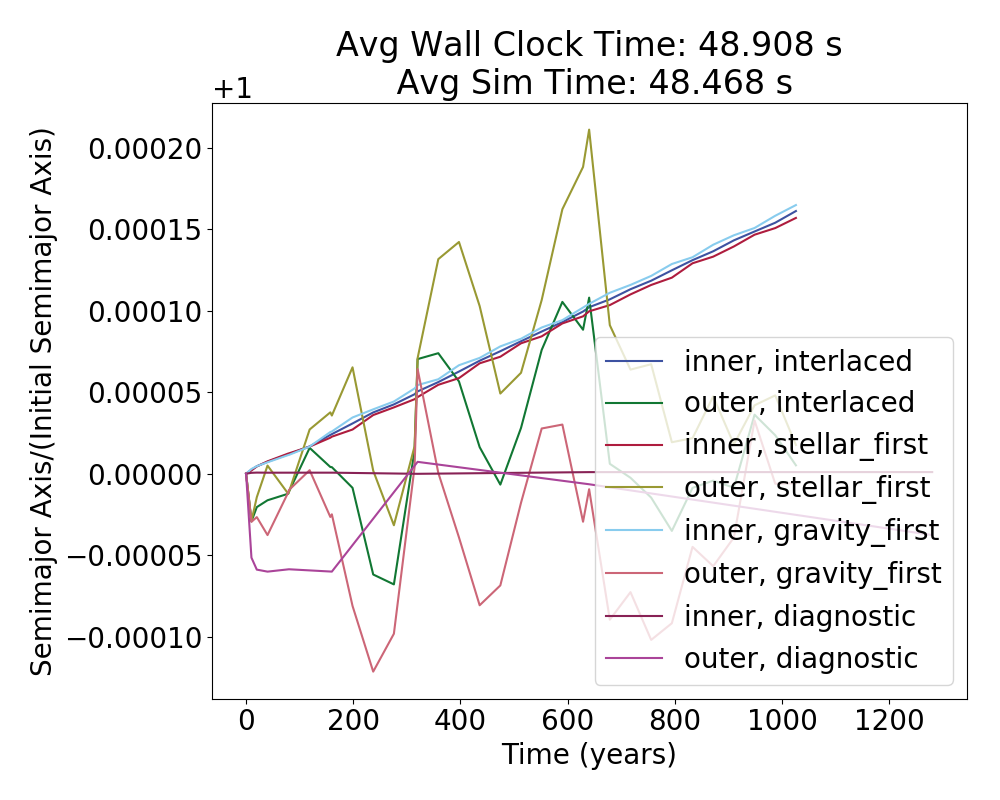 Avg Wall Clock Time: 48.908 s
Avg Sim Time: 48.468 s
+1
Semimajor Axis/(Initial Semimajor Axis)
0.00020
0.00015
0.00010
0.00005
0.00000
−0.00005
−0.00010
inner, interlaced
outer, interlaced
inner, stellar_first
outer, stellar_first
inner, gravity_first
outer, gravity_first
inner, diagnostic
outer, diagnostic
0 200 400 600 800 1000 1200
Time (years)